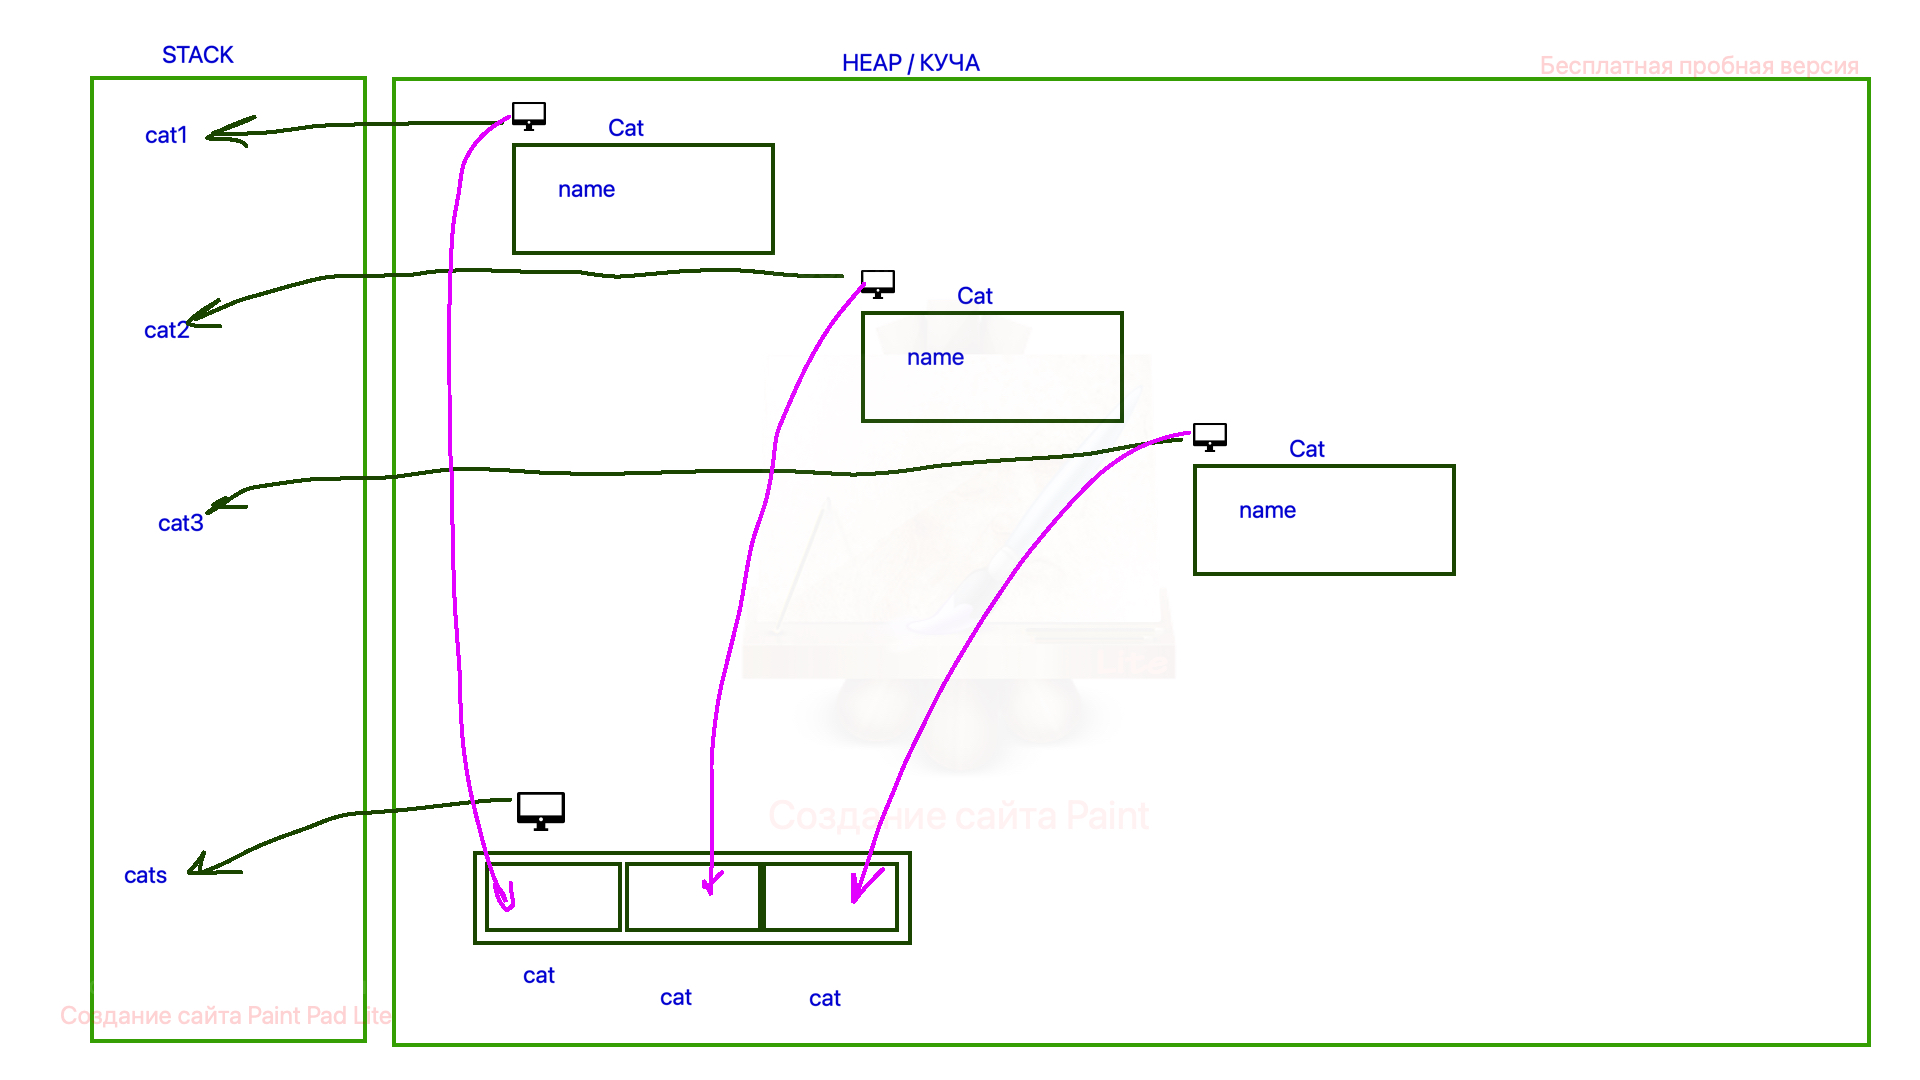 STACK
HEAP / КУЧА
Бесплатная пробная версия
cat1
Cat
name
cat2
Cat
name
cat3
Cat
name
Создание сайта Paint
cats
cat
cat
cat
Создание сайта Paint Pad Lite